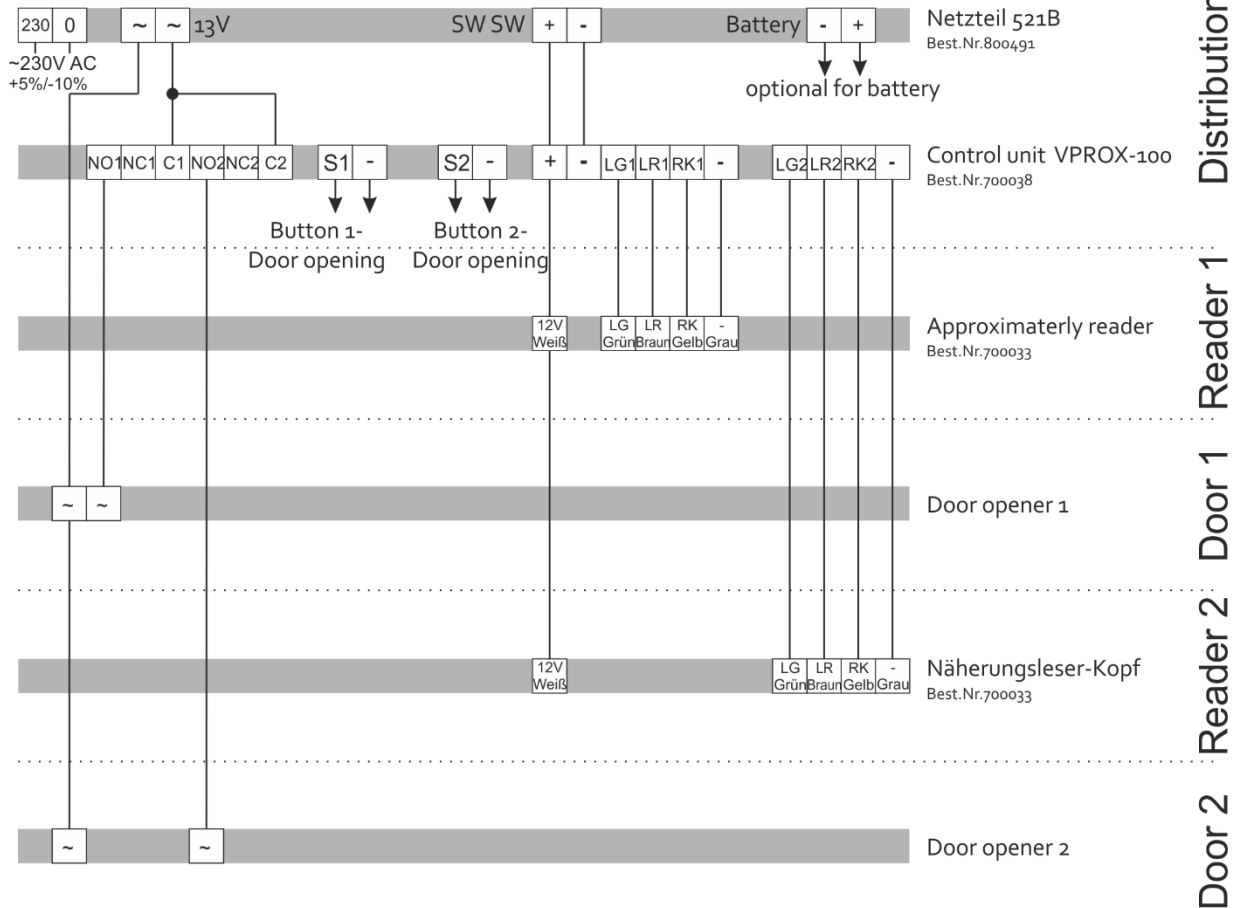 230 0 ~ ~ 13V SW SW + - Battery - + Netzteil 521B
Best.Nr.800491
~230V AC
+5%/-10%
optional for battery
Distribution
NO1 NC1 C1 NO2 NC2 C2 S1 - S2 - + - LG1 LR1 RK1 - LG2 LR2 RK2 - Control unit VPROX-100
Best.Nr.700038
Button 1-
Door opening
Button 2-
Door opening
12V
Weiß
LG LR RK -
Grün Braun Gelb Grau
Approximaterly reader
Best.Nr.700033
Reader 1
~ ~ Door opener 1
Door 1
12V
Weiß
LG LR RK -
Grün Braun Gelb Grau
Näherungsleser-Kopf
Best.Nr.700033
Reader 2
~ ~ Door opener 2
Door 2